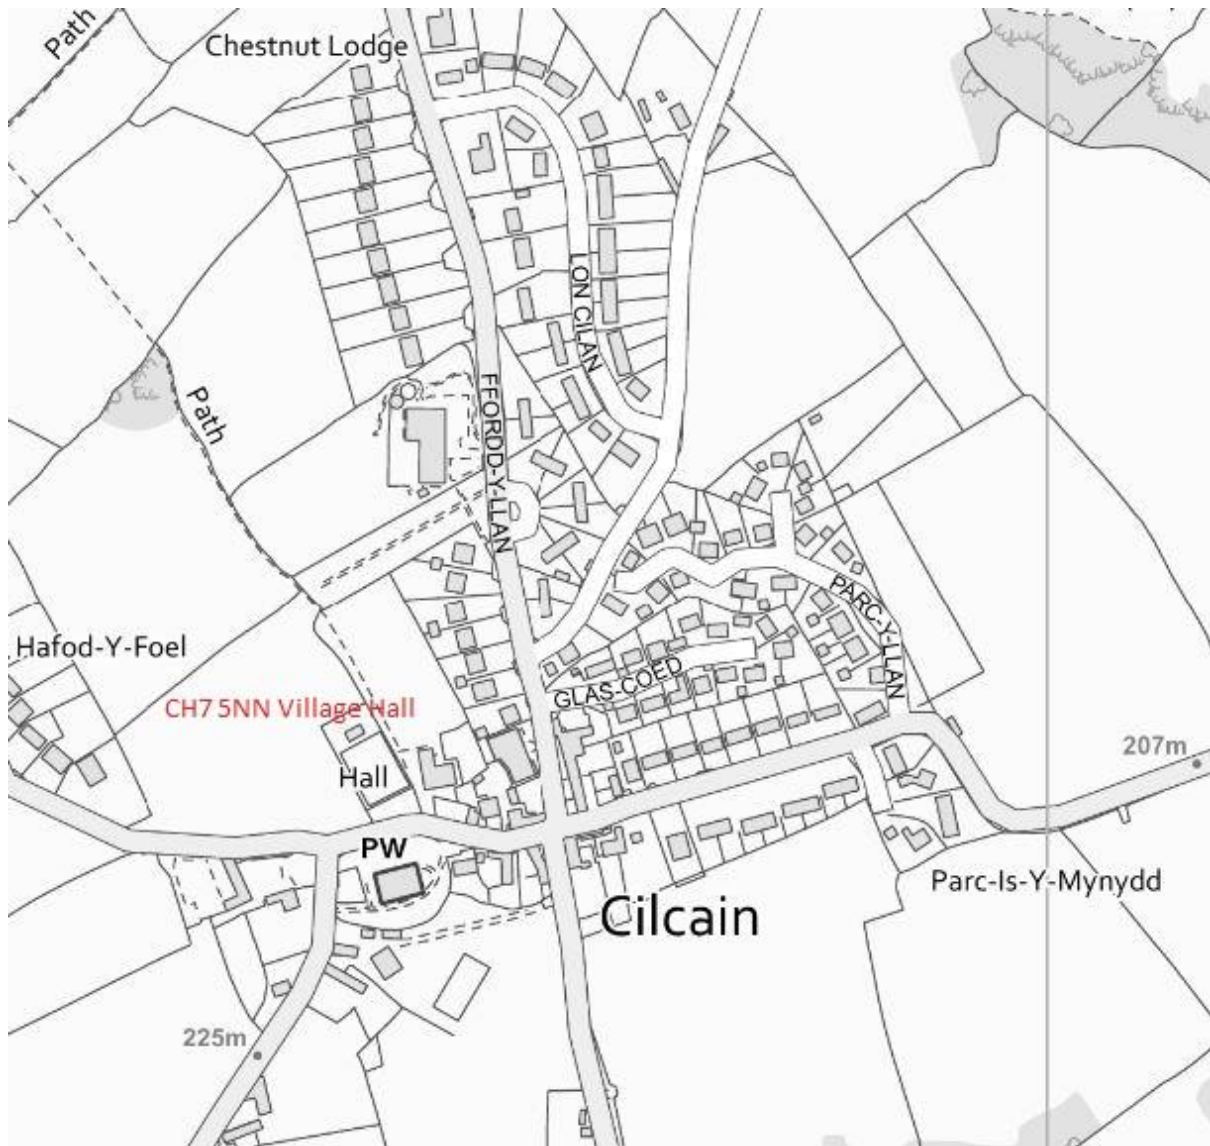 Path
Chestnut Lodge
LON CILAN
Path
FFORDD-Y-LLAN
PARC-Y-LLAN
Hafod-Y-Foel
GLAS-COED
CH7 5NN Village Hall
207m
Hall
PW
Parc-Is-Y-Mynydd
Cilcain
225m